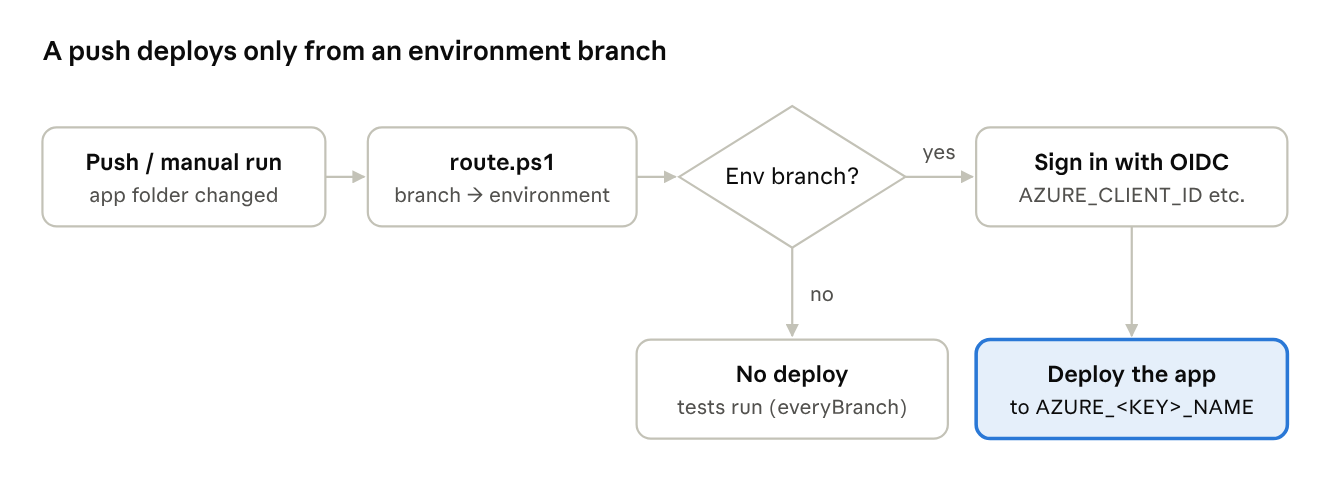 A push deploys only from an environment branch
Push / manual run
app folder changed
route.ps1
branch → environment
Env branch?
yes
Sign in with OIDC
AZURE_CLIENT_ID etc.
no
No deploy
tests run (everyBranch)
Deploy the app
to AZURE_<KEY>_NAME